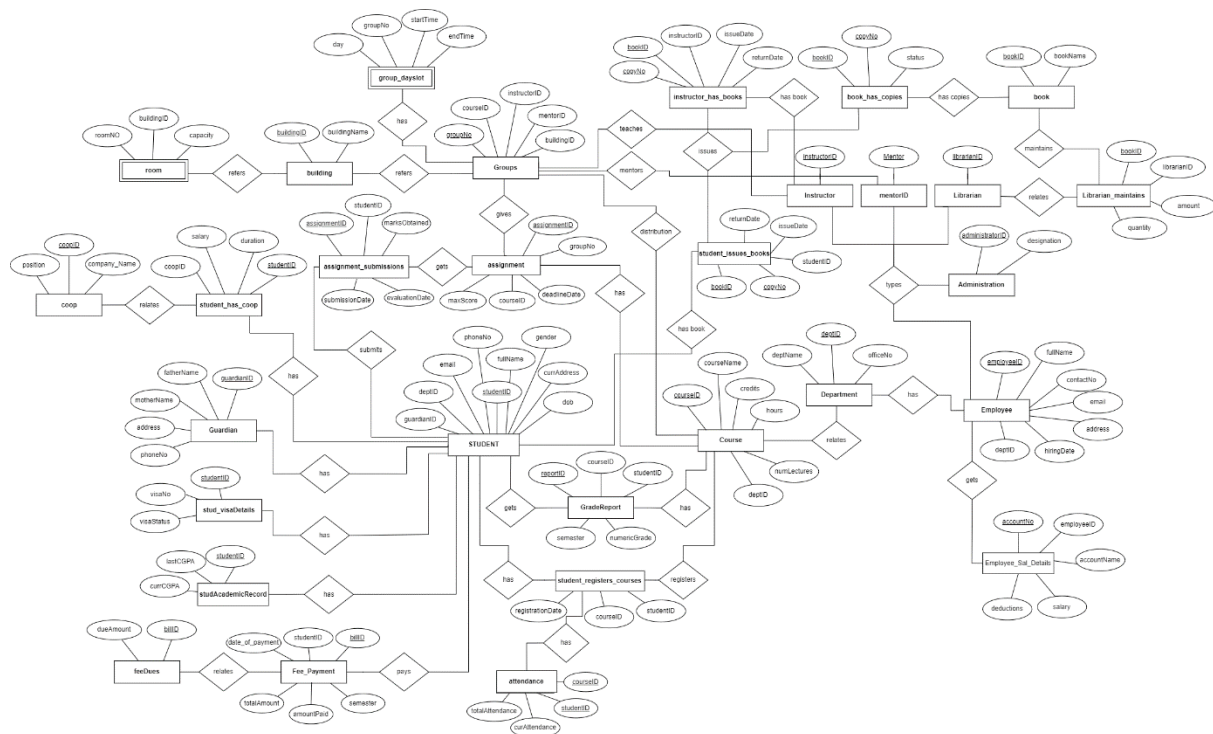 startTime
groupNo
endTime
day
group_dayslot
has
buildingID
roomNO
capacity
room
refers
buildingID
buildingName
building
refers
instructorID
courseID
mentorID
groupNo
buildingID
Groups
teaches
mentors
gives
distribution
instructorID
issueDate
bookID
returnDate
copyNo
instructor_has_books
has book
issues
copyNo
bookID
status
book_has_copies
has copies
bookID
bookName
book
maintains
bookID
librarianID
Librarian_maintains
amount
quantity
relates
instructorID
Instructor
Mentor
mentorID
librarianID
Librarian
administratorID
designation
Administration
types
studentID
assignmentID
marksObtained
assignment_submissions
submissionDate
evaluationDate
gets
assignmentID
groupNo
assignment
maxScore
courseID
deadlineDate
has
returnDate
issueDate
student_issues_books
studentID
bookID
copyNo
has book
coopID
position
company_Name
coop
relates
salary
duration
coopID
studentID
student_has_coop
has
submits
fatherName
guardianID
motherName
Guardian
address
phoneNo
has
phoneNo
gender
email
fullName
currAddress
deptID
studentID
dob
guardianID
STUDENT
courseName
courseID
credits
hours
Course
numLectures
deptID
deptID
deptName
officeNo
Department
has
relates
employeeID
fullName
contactNo
Employee
email
address
deptID
hiringDate
gets
studentID
visaNo
stud_visaDetails
visaStatus
has
courseID
reportID
studentID
GradeReport
semester
numericGrade
gets
has
accountNo
employeeID
Employee_Sal_Details
accountName
deductions
salary
lastCGPA
studentID
currCGPA
studAcademicRecord
has
has
student_registers_courses
registers
registrationDate
courseID
studentID
has
dueAmount
billID
feeDues
relates
date_of_payment
studentID
billID
Fee_Payment
totalAmount
amountPaid
semester
pays
attendance
courseID
totalAttendance
studentID
curAttendance